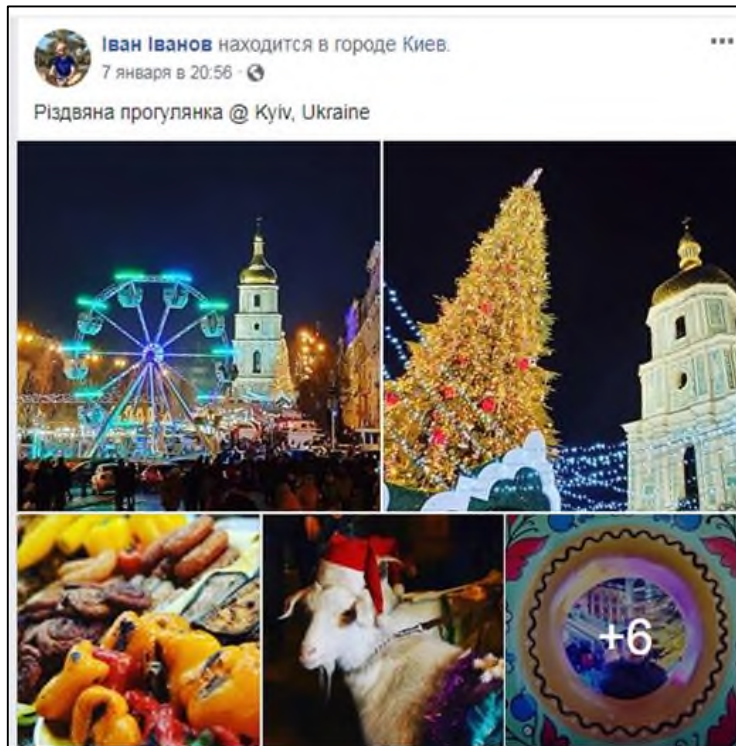 Іван Іванов находится в городе Киев.
7 января в 20:56 ·
Різдвяна прогулянка @ Kyiv, Ukraine
+6